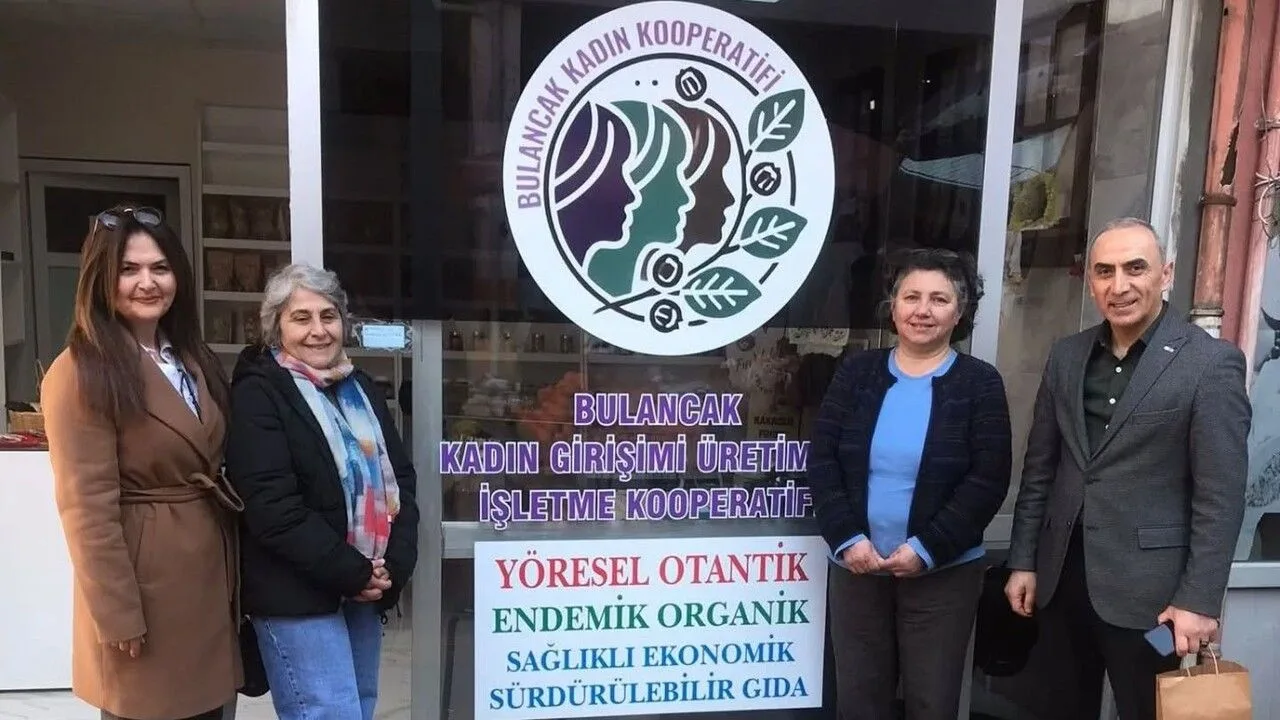 BULANCAK KADIN KOOPERATİFİ
BULANCAK
KADIN GİRİŞİMİ ÜRETİM
İŞLETME KOOPERATİF
YÖRESEL OTANTİK
ENDEMİK ORGANİK
SAĞLIKLI EKONOMİK
SÜRDÜRÜLEBİLİR GIDA